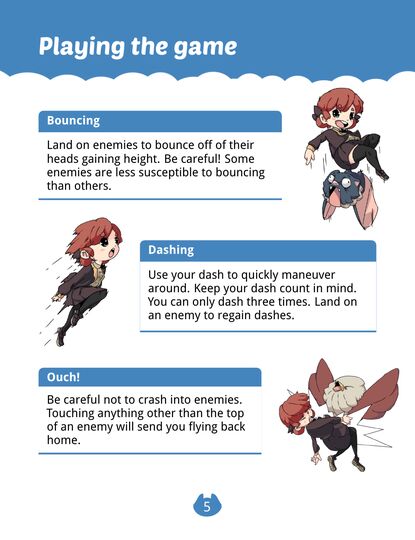 Playing the game
Bouncing
Land on enemies to bounce off of their
heads gaining height. Be careful! Some
enemies are less susceptible to bouncing
than others.
Dashing
Use your dash to quickly maneuver
around. Keep your dash count in mind.
You can only dash three times. Land on
an enemy to regain dashes.
Ouch!
Be careful not to crash into enemies.
Touching anything other than the top
of an enemy will send you flying back
home.
5